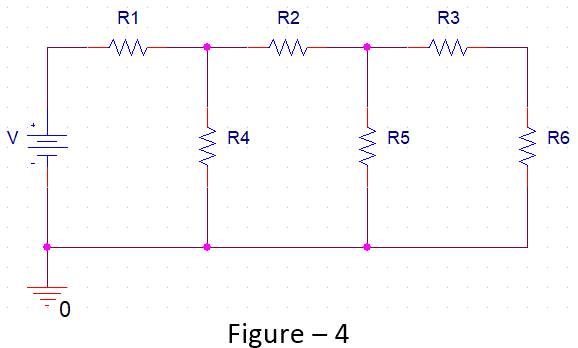 R1 R2 R3
+
V R4 R5 R6
-
0
Figure – 4